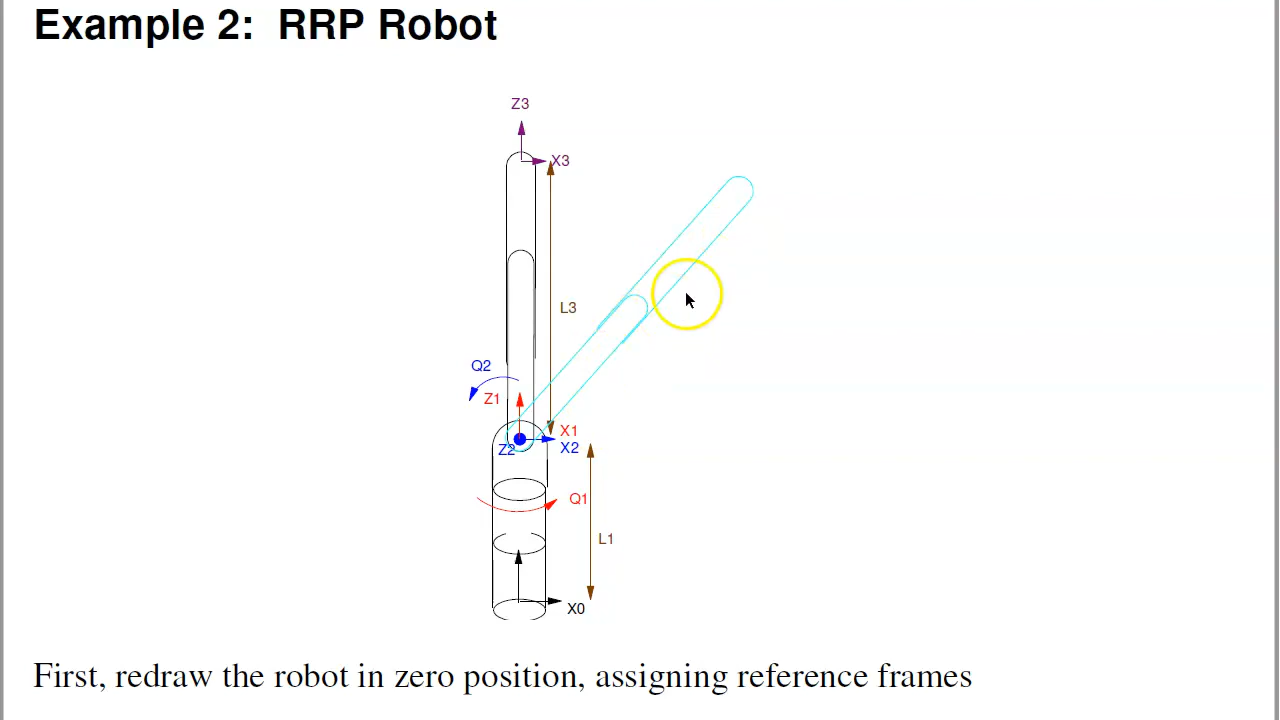 Example 2: RRP Robot
Z3
X3
L3
Q2
Z1
X1
Z2
X2
Q1
L1
X0
First, redraw the robot in zero position, assigning reference frames